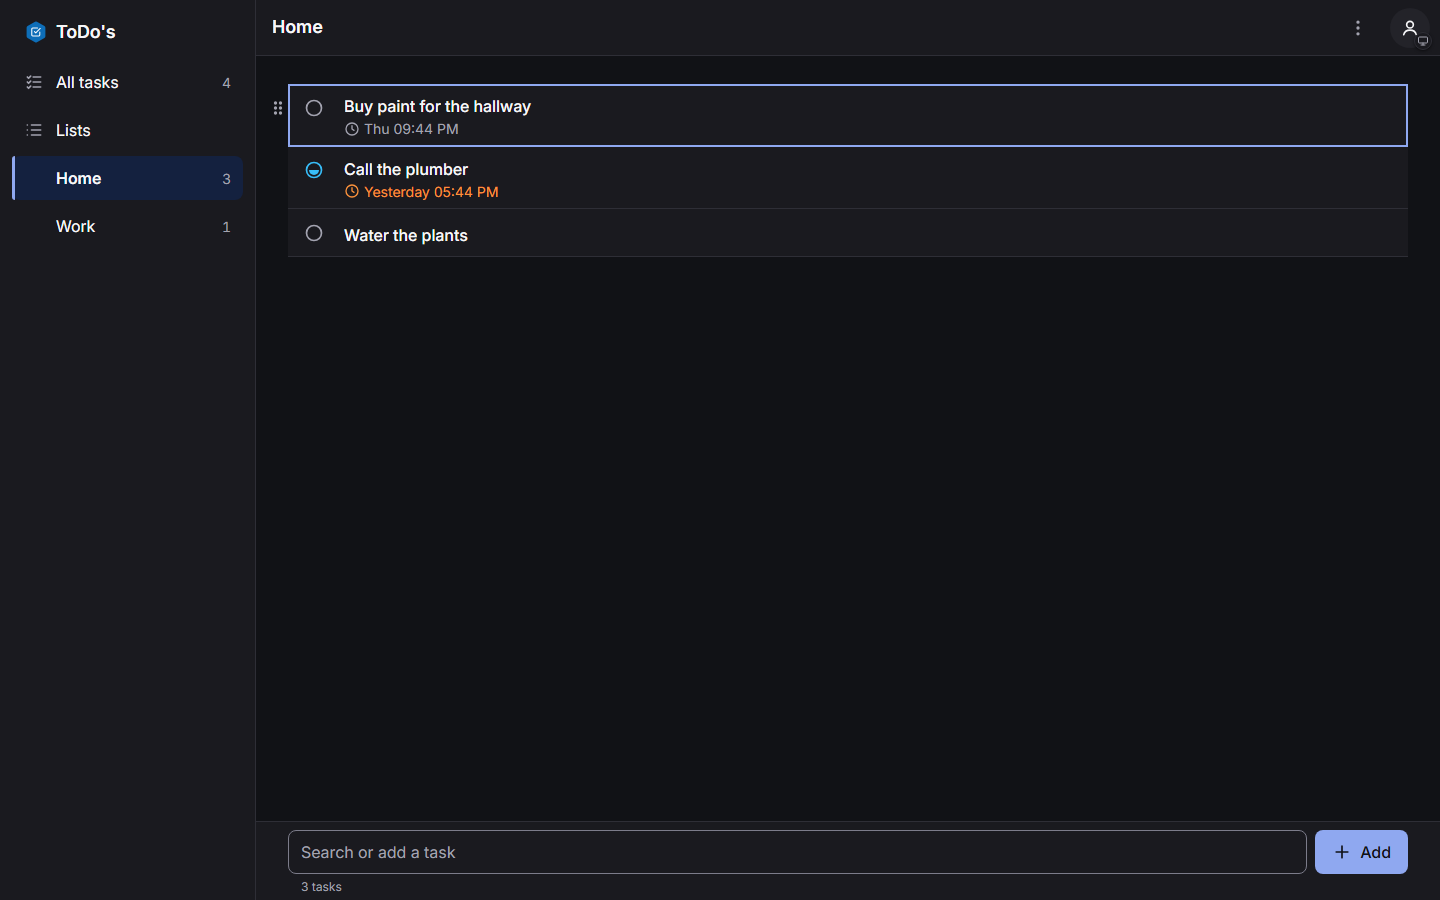 ToDo's
All tasks 4
Lists
Home 3
Work 1
Home
Buy paint for the hallway
Thu 09:44 PM
Call the plumber
Yesterday 05:44 PM
Water the plants
Search or add a task
Add
3 tasks